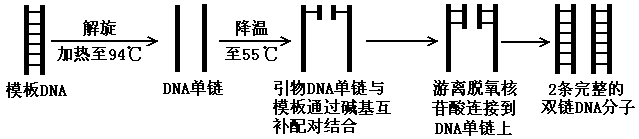 解旋
加热至94℃
降温
至55℃
模板DNA
DNA单链
引物DNA单链与
模板通过碱基互
补配对结合
游离脱氧核
苷酸连接到
DNA单链上
2条完整的
双链DNA分子